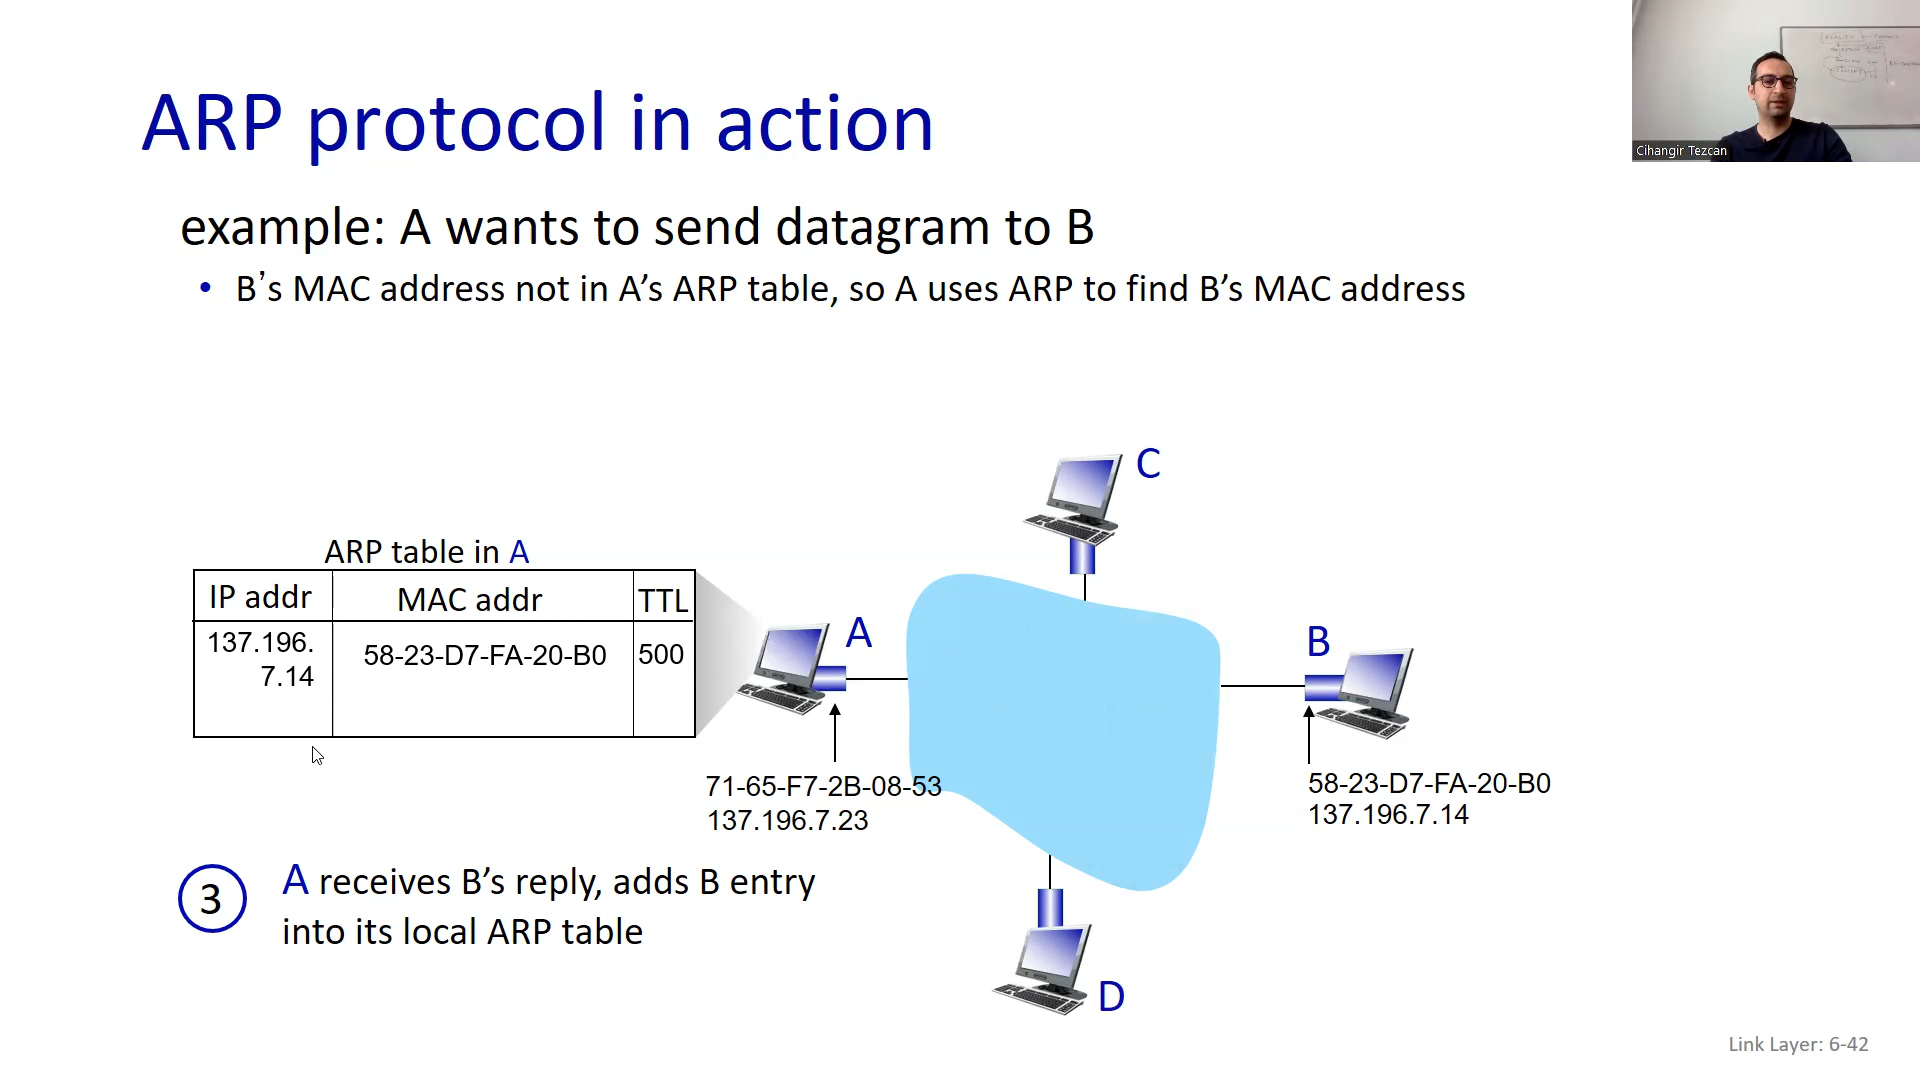 ARP protocol in action
Cihangir Tezcan
example: A wants to send datagram to B
• B’s MAC address not in A’s ARP table, so A uses ARP to find B’s MAC address
C
ARP table in A
IP addr MAC addr TTL
137.196.
7.14
58-23-D7-FA-20-B0 500
A
B
71-65-F7-2B-08-53
137.196.7.23
58-23-D7-FA-20-B0
137.196.7.14
3
A receives B’s reply, adds B entry
into its local ARP table
D
Link Layer: 6-42